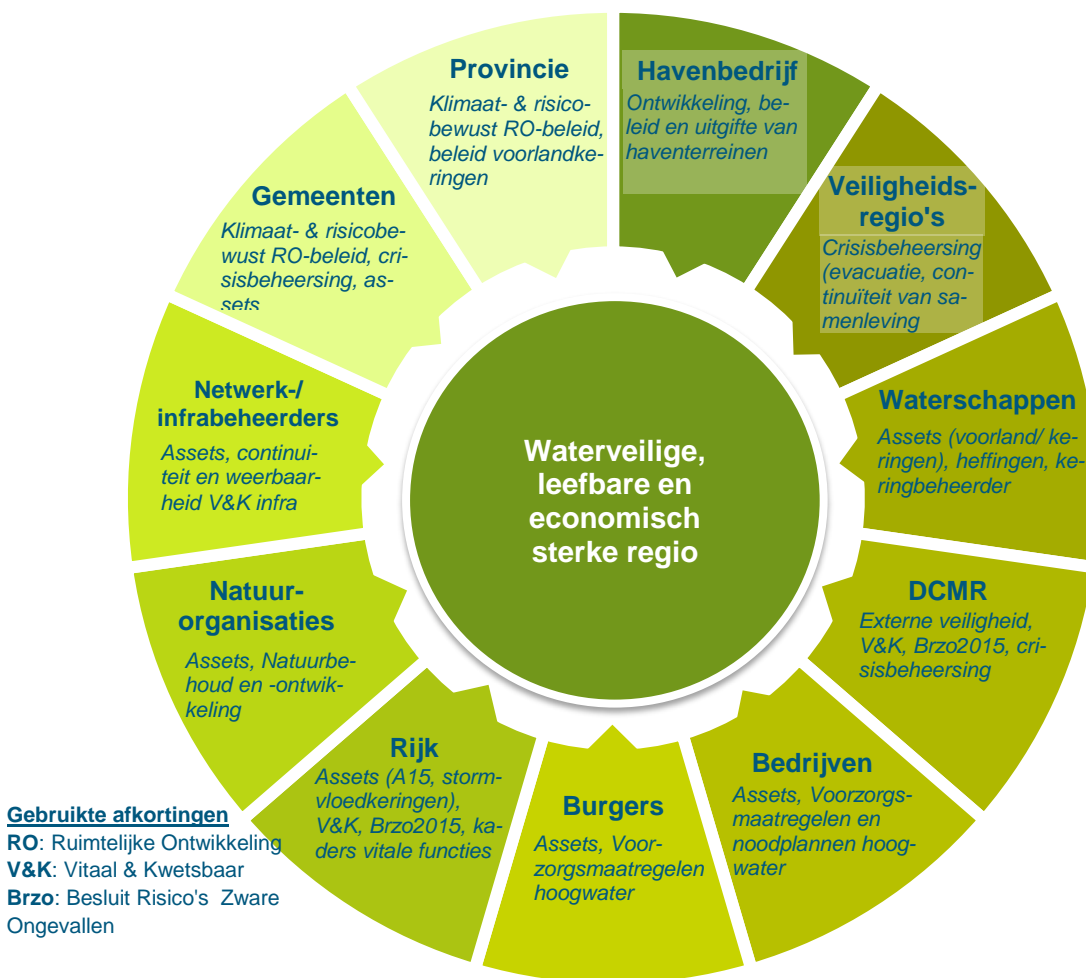 Provincie
Klimaat- & risico-
bewust RO-beleid,
beleid voorlandke-
ringen
Havenbedrijf
Ontwikkeling, be-
leid en uitgifte van
haventerreinen
Veiligheids-
regio's
Crisisbeheersing
(evacuatie, con-
tinuïteit van sa-
menleving
Waterschappen
Assets (voorland/ ke-
ringen), heffingen, ke-
ringbeheerder
DCMR
Externe veiligheid,
V&K, Brzo2015, cri-
sisbeheersing
Bedrijven
Assets, Voorzorgs-
maatregelen en
noodplannen hoog-
water
Burgers
Assets, Voor-
zorgsmaatregelen
hoogwater
Rijk
Assets (A15, storm-
vloedkeringen),
V&K, Brzo2015, ka-
ders vitale functies
Natuur-
organisaties
Assets, Natuurbe-
houd en -ontwik-
keling
Netwerk-/
infrabeheerders
Assets, continui-
teit en weerbaar-
heid V&K infra
Gemeenten
Klimaat- & risicobe-
wust RO-beleid, cri-
sisbeheersing, as-
sets
Waterveilige,
leefbare en
economisch
sterke regio
Gebruikte afkortingen
RO: Ruimtelijke Ontwikkeling
V&K: Vitaal & Kwetsbaar
Brzo: Besluit Risico's Zware
Ongevallen